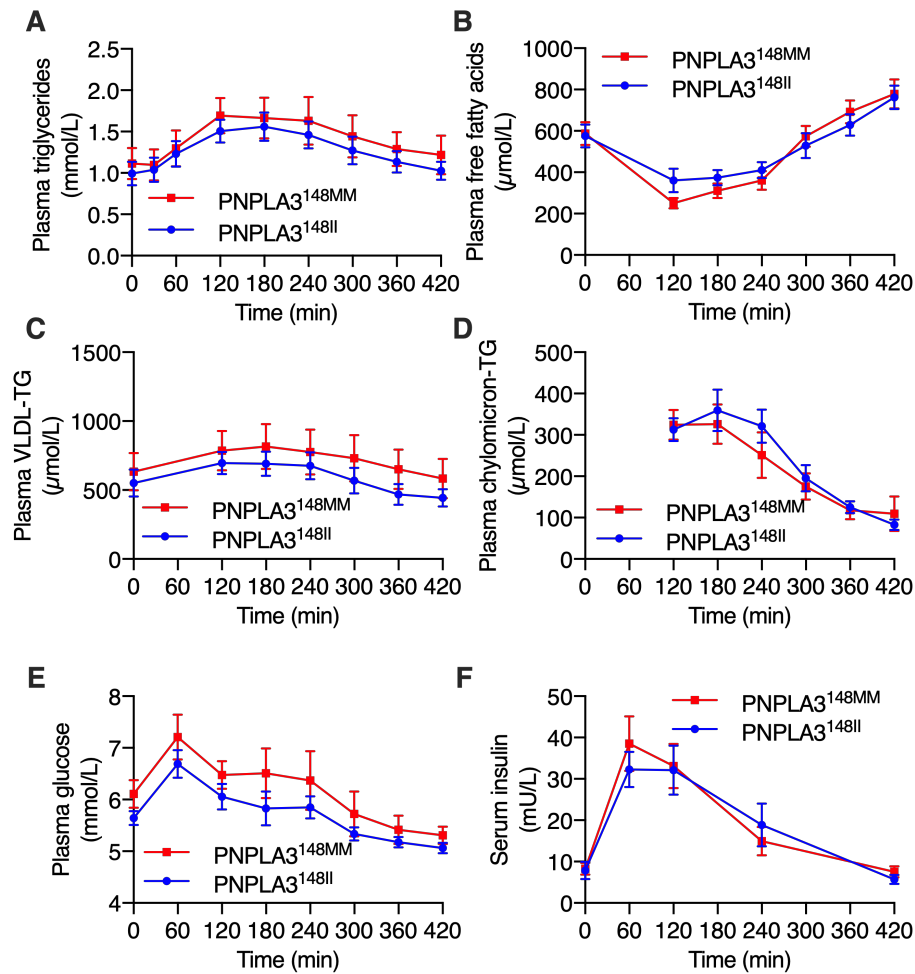 A
Plasma triglycerides
(mmol/L)
2.5
2.0
1.5
1.0
0.5
0.0
PNPLA3148MM
PNPLA3148II
0 60 120 180 240 300 360 420
Time (min)
B
Plasma free fatty acids
(µmol/L)
1000
800
600
400
200
0
PNPLA3148MM
PNPLA3148II
0 60 120 180 240 300 360 420
Time (min)
C
Plasma VLDL-TG
(µmol/L)
1500
1000
500
0
PNPLA3148MM
PNPLA3148II
0 60 120 180 240 300 360 420
Time (min)
D
Plasma chylomicron-TG
(µmol/L)
500
400
300
200
100
0
PNPLA3148MM
PNPLA3148II
0 60 120 180 240 300 360 420
Time (min)
E
Plasma glucose
(mmol/L)
8
7
6
5
4
PNPLA3148MM
PNPLA3148II
0 60 120 180 240 300 360 420
Time (min)
F
Serum insulin
(mU/L)
50
40
30
20
10
0
PNPLA3148MM
PNPLA3148II
0 60 120 180 240 300 360 420
Time (min)